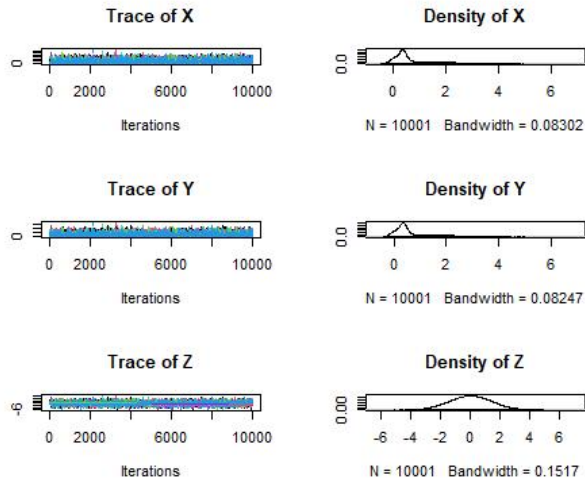 Trace of X
0
0 2000 6000 10000
Iterations
Density of X
0.0
0 2 4 6
N = 10001 Bandwidth = 0.08302
Trace of Y
0
0 2000 6000 10000
Iterations
Density of Y
0.0
0 2 4 6
N = 10001 Bandwidth = 0.08247
Trace of Z
-6
0 2000 6000 10000
Iterations
Density of Z
0.00
-6 -4 -2 0 2 4 6
N = 10001 Bandwidth = 0.1517